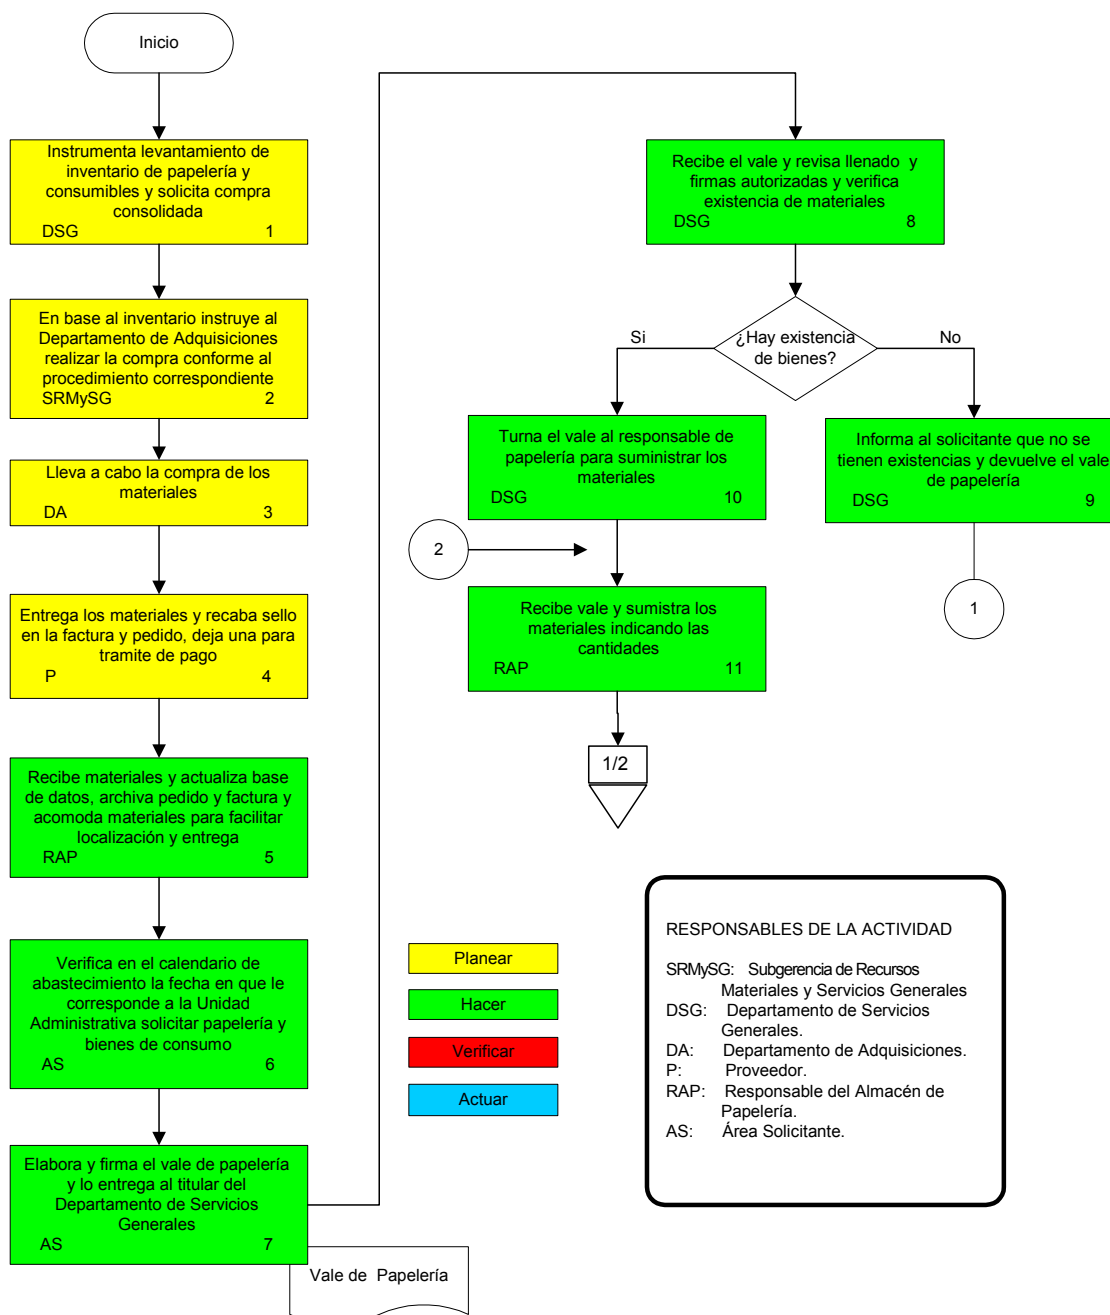 Inicio
Instrumenta levantamiento de
inventario de papelería y
consumibles y solicita compra
consolidada
DSG 1
En base al inventario instruye al
Departamento de Adquisiciones
realizar la compra conforme al
procedimiento correspondiente
SRMySG 2
Lleva a cabo la compra de los
materiales
DA 3
Entrega los materiales y recaba sello
en la factura y pedido, deja una para
tramite de pago
P 4
Recibe materiales y actualiza base
de datos, archiva pedido y factura y
acomoda materiales para facilitar
localización y entrega
RAP 5
Verifica en el calendario de
abastecimiento la fecha en que le
corresponde a la Unidad
Administrativa solicitar papelería y
bienes de consumo
AS 6
Elabora y firma el vale de papelería
y lo entrega al titular del
Departamento de Servicios
Generales
AS 7
Vale de Papelería
Recibe el vale y revisa llenado y
firmas autorizadas y verifica
existencia de materiales
DSG 8
¿Hay existencia
de bienes?
Si
No
Turna el vale al responsable de
papelería para suministrar los
materiales
DSG 10
Informa al solicitante que no se
tienen existencias y devuelve el vale
de papelería
DSG 9
2
1
Recibe vale y sumistra los
materiales indicando las
cantidades
RAP 11
1/2
Planear
Hacer
Verificar
Actuar
RESPONSABLES DE LA ACTIVIDAD
SRMySG: Subgerencia de Recursos
Materiales y Servicios Generales
DSG: Departamento de Servicios
Generales.
DA: Departamento de Adquisiciones.
P: Proveedor.
RAP: Responsable del Almacén de
Papelería.
AS: Área Solicitante.